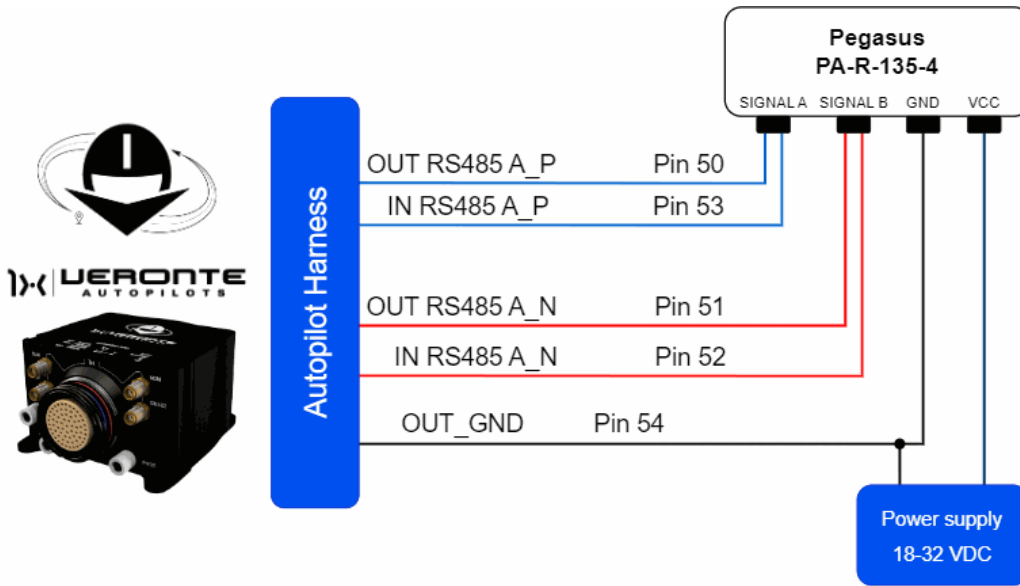 Pegasus
PA-R-135-4
SIGNAL A SIGNAL B GND VCC
OUT RS485 A_P Pin 50
IN RS485 A_P Pin 53
VERONTE
AUTOPILOTS
Autopilot Harness
OUT RS485 A_N Pin 51
IN RS485 A_N Pin 52
OUT_GND Pin 54
Power supply
18-32 VDC